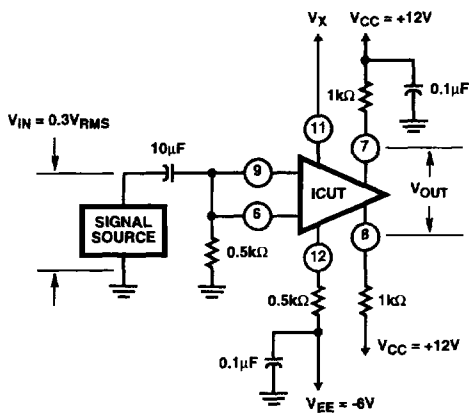 VX
VCC = +12V
0.1µF
1kΩ
VIN = 0.3VRMS
10µF
11
7
9
ICUT
VOUT
6
SIGNAL
SOURCE
8
0.5kΩ
12
0.5kΩ
1kΩ
0.1µF
VCC = +12V
VEE = -6V